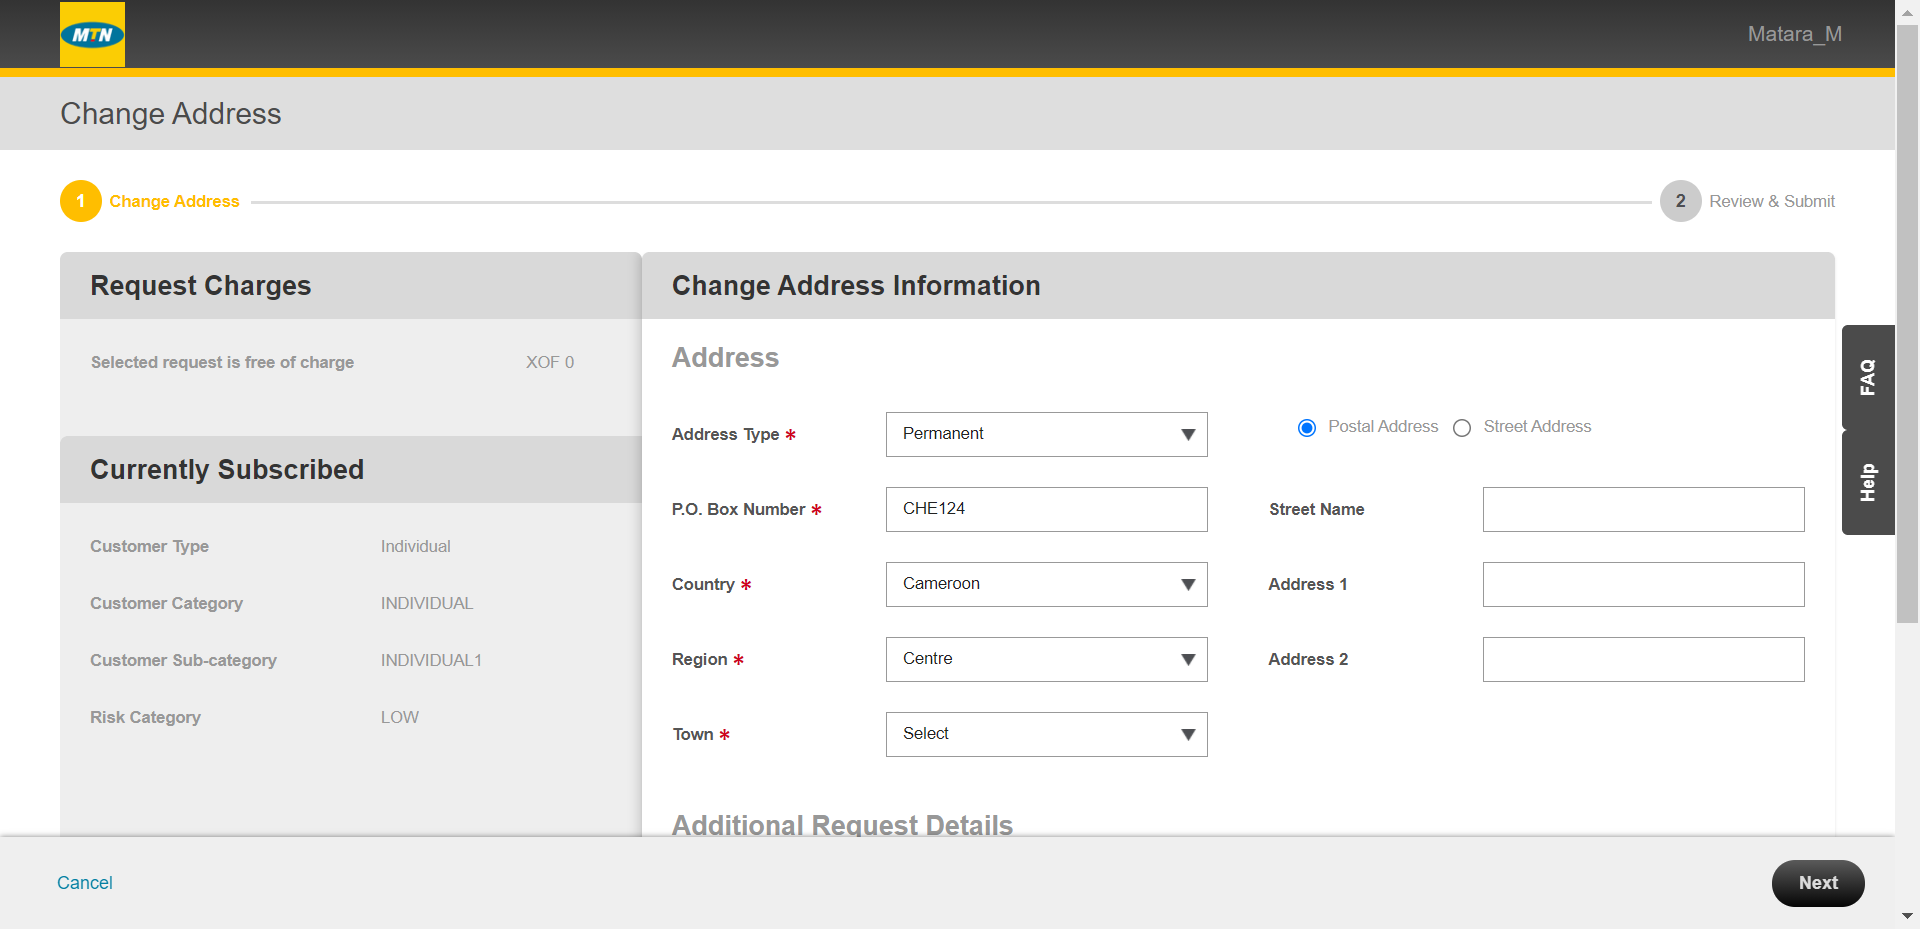 MTN
Matara_M
Change Address
1 Change Address
2 Review & Submit
Request Charges
Selected request is free of charge XOF 0
Currently Subscribed
Customer Type Individual
Customer Category INDIVIDUAL
Customer Sub-category INDIVIDUAL1
Risk Category LOW
Change Address Information
Address
Address Type * Permanent
Postal Address Street Address
P.O. Box Number * CHE124
Street Name
Country * Cameroon
Address 1
Region * Centre
Address 2
Town * Select
Additional Request Details
FAQ
Help
Cancel
Next